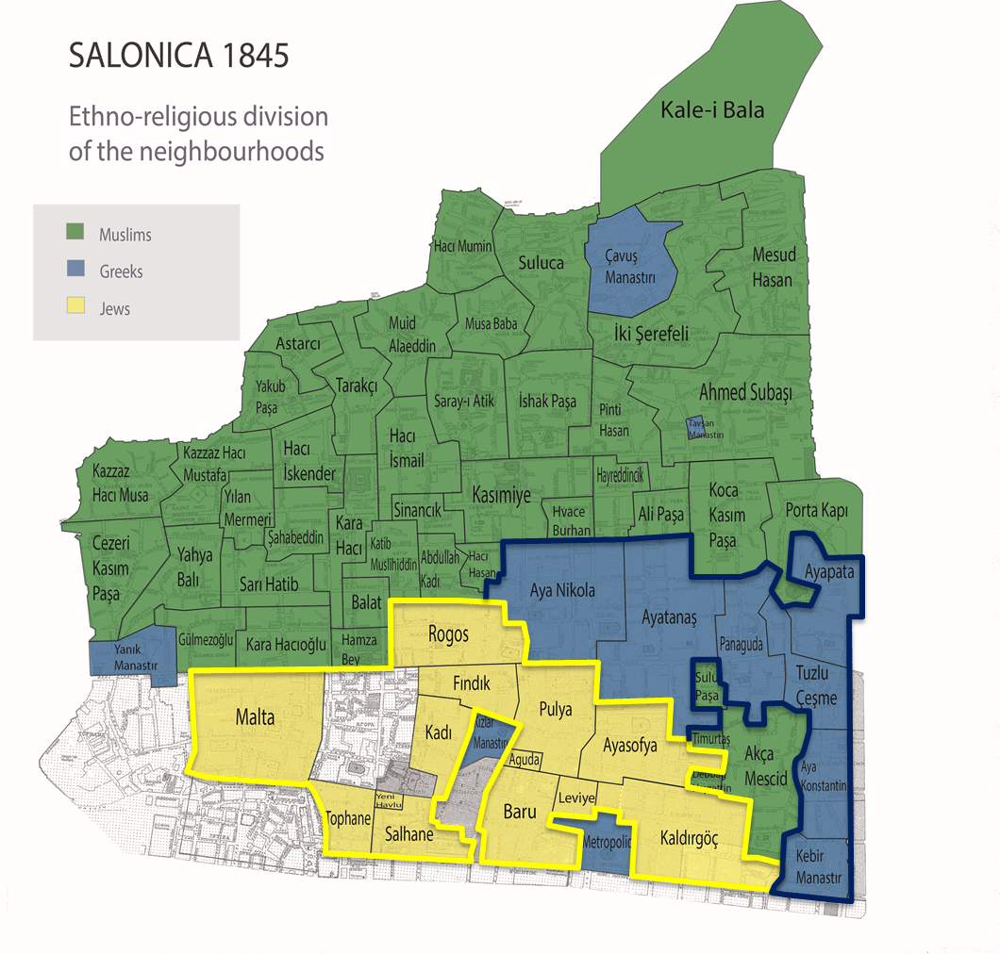 SALONICA 1845
Ethno-religious division
of the neighbourhoods
Muslims
Greeks
Jews
Kale-i Bala
Hacı Mumin
Suluca
Çavuş
Manastırı
Mesud
Hasan
Muid
Alaeddin
Musa Baba
İki Şerefeli
Astarcı
Yakub
Paşa
Tarakçı
Saray-ı Atik
İshak Paşa
Pinti
Hasan
Ahmed Subaşı
Tavşan
Manastırı
Kazzaz
Hacı Musa
Kazzaz Hacı
Mustafa
Hacı
İskender
Hacı
İsmail
Yılan
Mermeri
Kasımiye
Hayreddincik
Koca
Kasım
Paşa
Porta Kapı
Sinancık
Hvace
Burhan
Ali Paşa
Cezeri
Kasım
Paşa
Yahya
Balı
Şahabeddin
Kara
Hacı
Katib
Muslihiddin
Abdullah
Kadı
Hacı
Hasan
Sarı Hatib
Balat
Aya Nikola
Ayatanaş
Ayapata
Yanık
Manastır
Gülmezoğlu
Kara Hacıoğlu
Hamza
Bey
Rogos
Panaguda
Tuzlu
Çeşme
Malta
Fındık
Kadı
Kızlar
Manastırı
Pulya
Sulu
Paşa
Ayasofya
Timurtaş
Akça
Mescid
Aguda
Aya
Konstantin
Yeni
Havlu
Tophane
Salhane
Baru
Leviye
Metropolid
Kaldırgöç
Kebir
Manastır